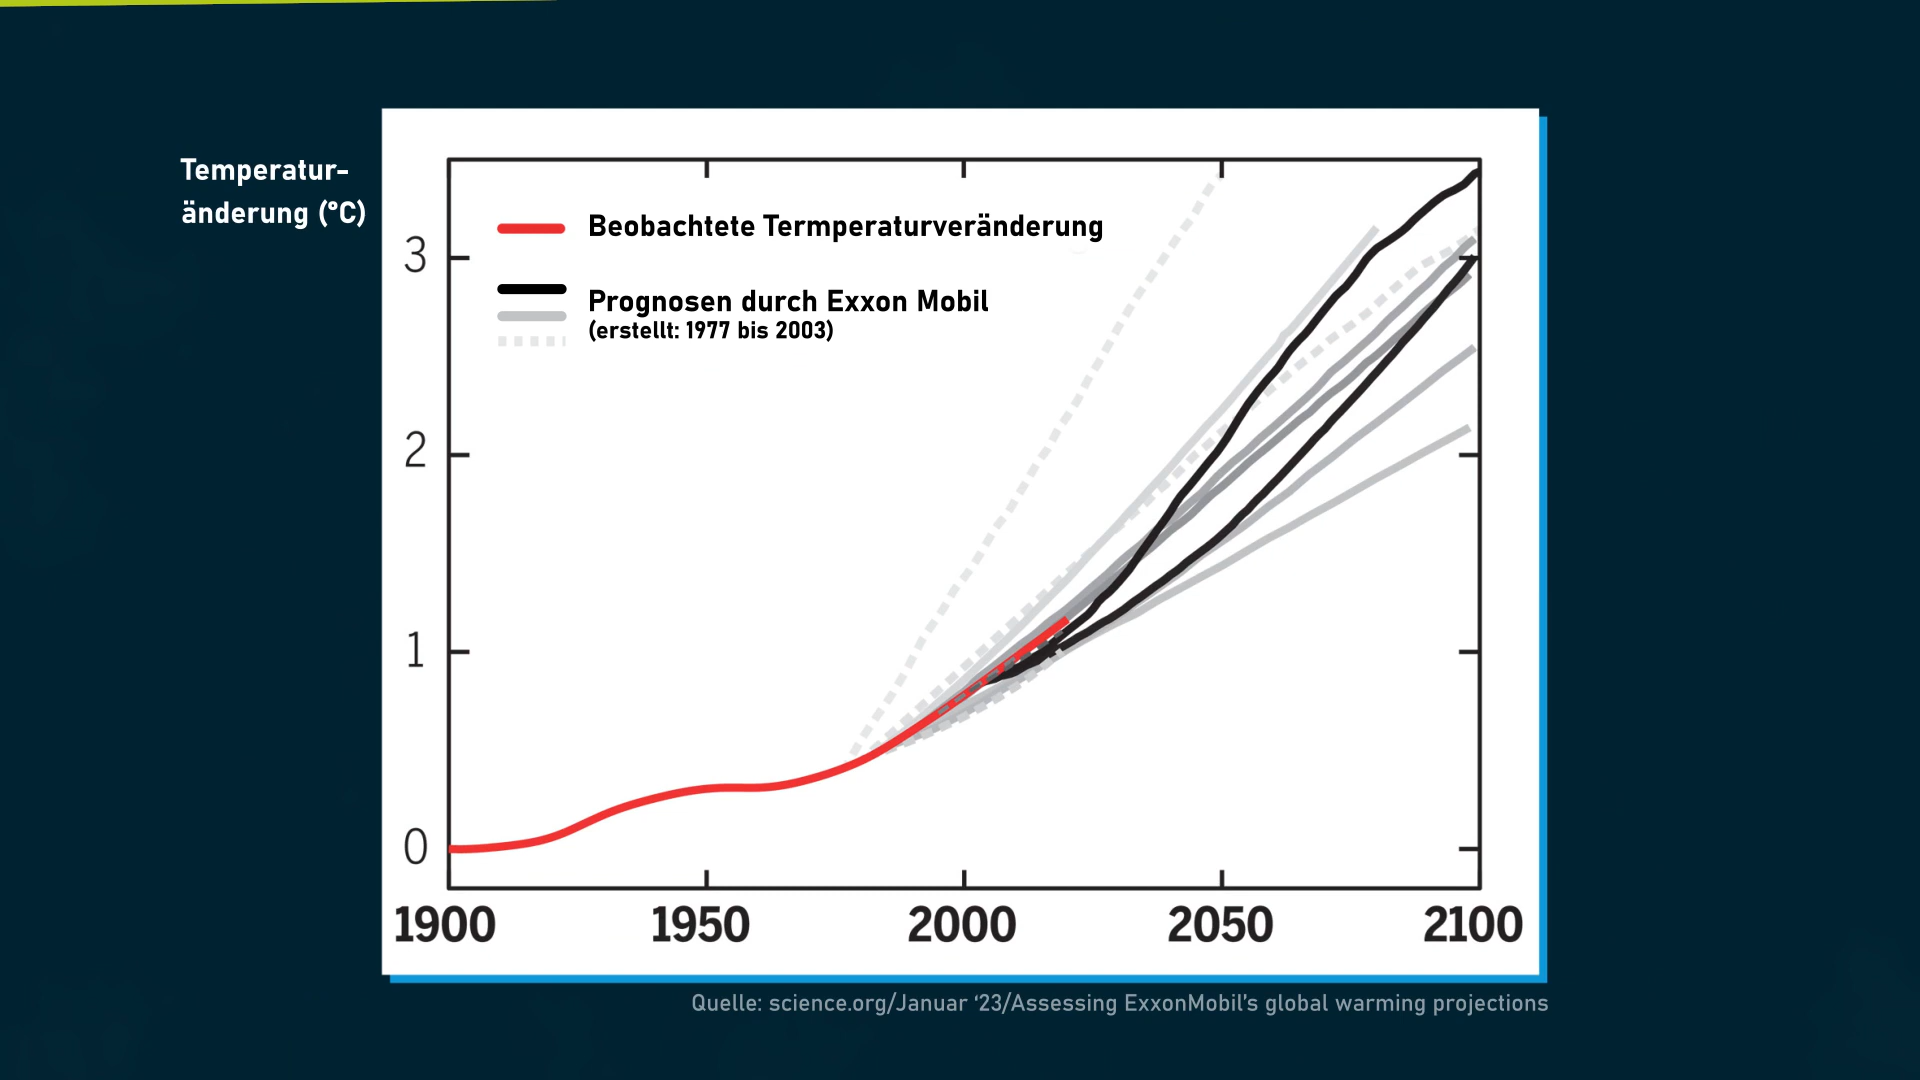 Temperatur-
änderung (°C)
Beobachtete Termperaturveränderung
Prognosen durch Exxon Mobil
(erstellt: 1977 bis 2003)
3
2
1
0
1900 1950 2000 2050 2100
Quelle: science.org/Januar ‘23/Assessing ExxonMobil's global warming projections